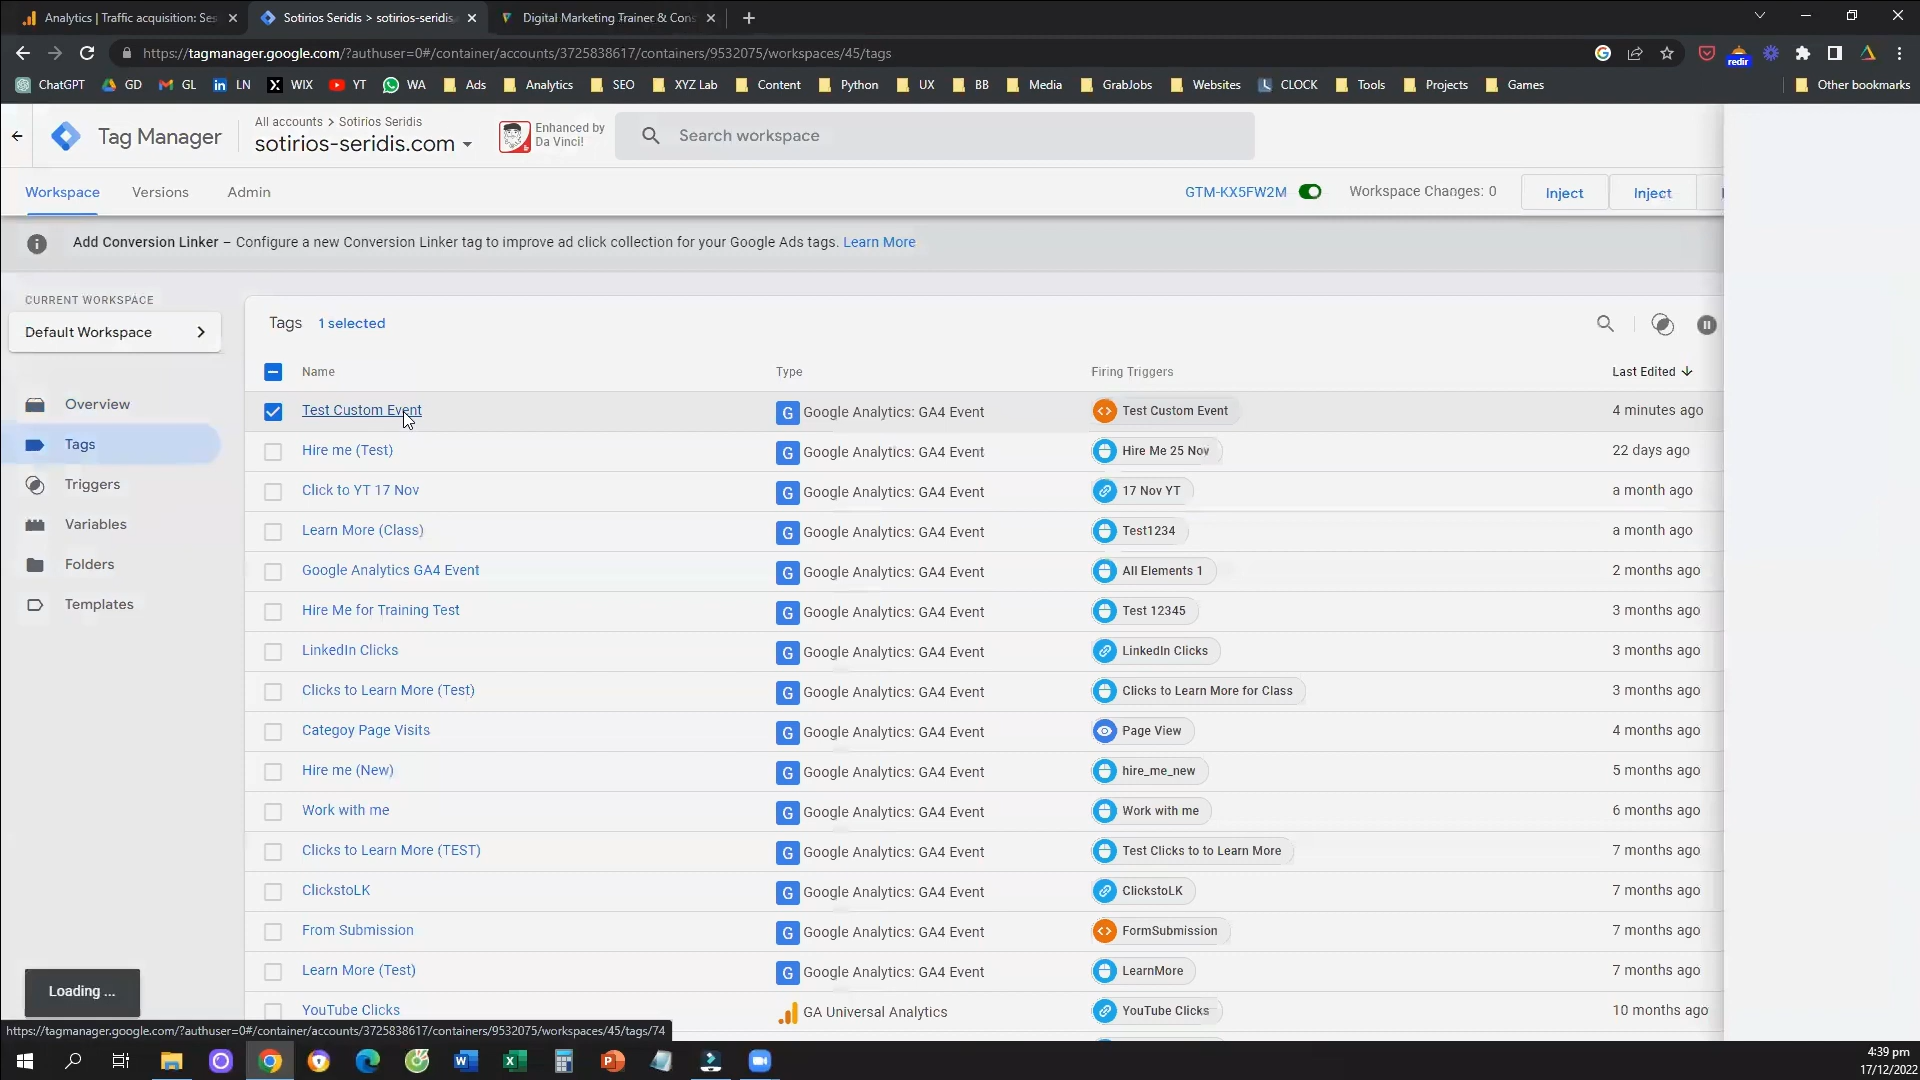 Analytics | Traffic acquisition: Ses
Sotirios Seridis > sotirios-seridis.
Digital Marketing Trainer & Cons
https://tagmanager.google.com/?authuser=0#/container/accounts/3725838617/containers/9532075/workspaces/45/tags
redir
ChatGPT GD GL LN WIX YT WA Ads Analytics SEO XYZ Lab Content Python UX BB Media GrabJobs Websites CLOCK Tools Projects Games Other bookmarks
Tag Manager
All accounts > Sotirios Seridis
sotirios-seridis.com
Enhanced by
Da Vinci!
Search workspace
Workspace Versions Admin
GTM-KX5FW2M Workspace Changes: 0 Inject Inject
Add Conversion Linker – Configure a new Conversion Linker tag to improve ad click collection for your Google Ads tags. Learn More
CURRENT WORKSPACE
Default Workspace
Overview
Tags
Triggers
Variables
Folders
Templates
Tags 1 selected
Name Type Firing Triggers Last Edited
Test Custom Event Google Analytics: GA4 Event Test Custom Event 4 minutes ago
Hire me (Test) Google Analytics: GA4 Event Hire Me 25 Nov 22 days ago
Click to YT 17 Nov Google Analytics: GA4 Event 17 Nov YT a month ago
Learn More (Class) Google Analytics: GA4 Event Test1234 a month ago
Google Analytics GA4 Event Google Analytics: GA4 Event All Elements 1 2 months ago
Hire Me for Training Test Google Analytics: GA4 Event Test 12345 3 months ago
LinkedIn Clicks Google Analytics: GA4 Event LinkedIn Clicks 3 months ago
Clicks to Learn More (Test) Google Analytics: GA4 Event Clicks to Learn More for Class 3 months ago
Categoy Page Visits Google Analytics: GA4 Event Page View 4 months ago
Hire me (New) Google Analytics: GA4 Event hire_me_new 5 months ago
Work with me Google Analytics: GA4 Event Work with me 6 months ago
Clicks to Learn More (TEST) Google Analytics: GA4 Event Test Clicks to to Learn More 7 months ago
ClickstoLK Google Analytics: GA4 Event ClickstoLK 7 months ago
From Submission Google Analytics: GA4 Event FormSubmission 7 months ago
Learn More (Test) Google Analytics: GA4 Event LearnMore 7 months ago
YouTube Clicks GA Universal Analytics YouTube Clicks 10 months ago
Loading ...
https://tagmanager.google.com/?authuser=0#/container/accounts/3725838617/containers/9532075/workspaces/45/tags/74
4:39 pm
17/12/2022